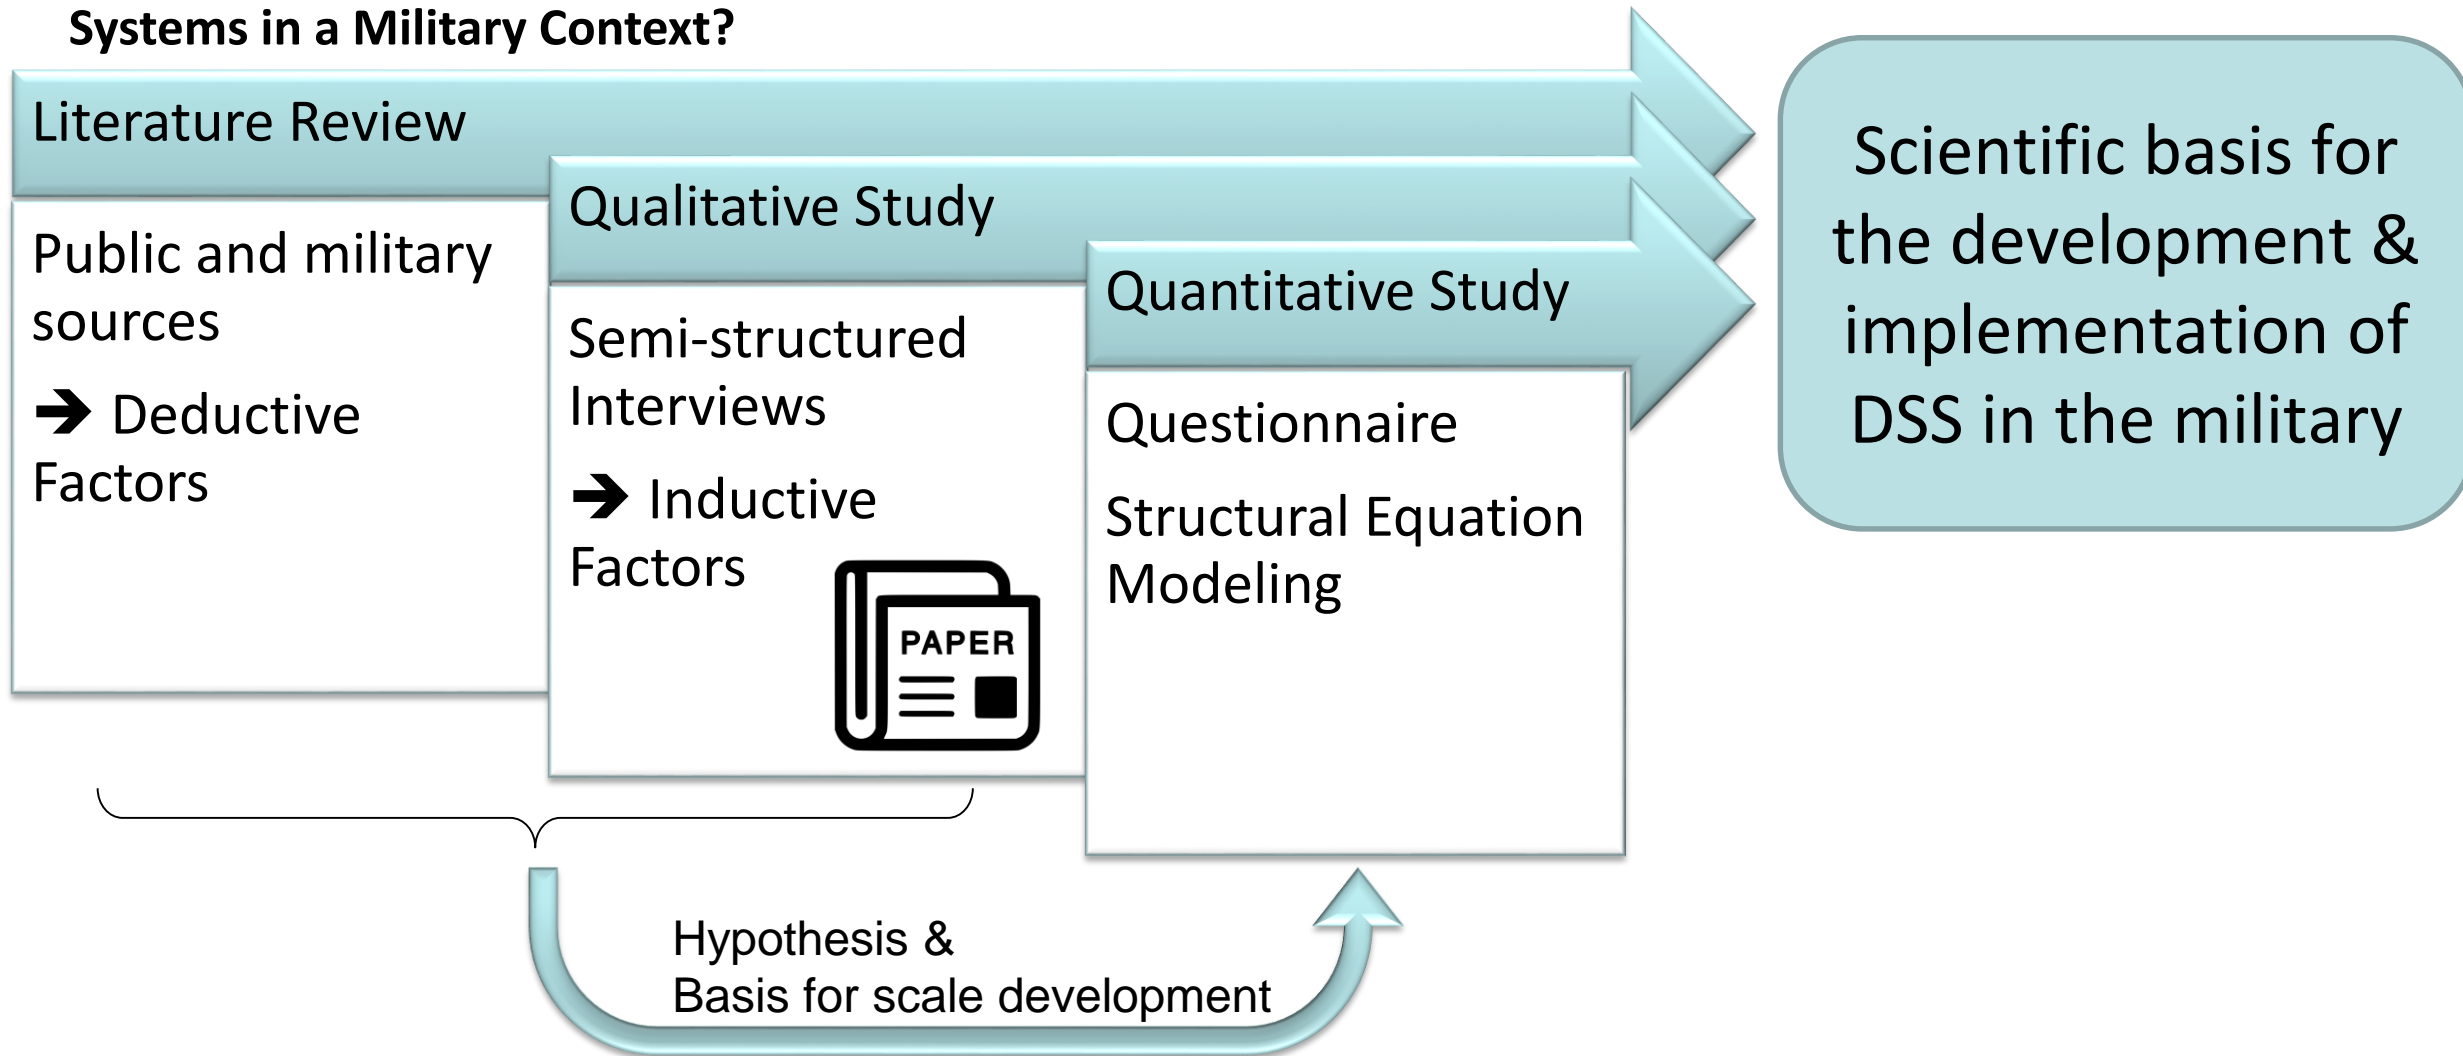 Systems in a Military Context?
Literature Review
Public and military
sources
➔ Deductive
Factors
Qualitative Study
Semi-structured
Interviews
➔ Inductive
Factors
PAPER
Quantitative Study
Questionnaire
Structural Equation
Modeling
Scientific basis for
the development &
implementation of
DSS in the military
Hypothesis &
Basis for scale development